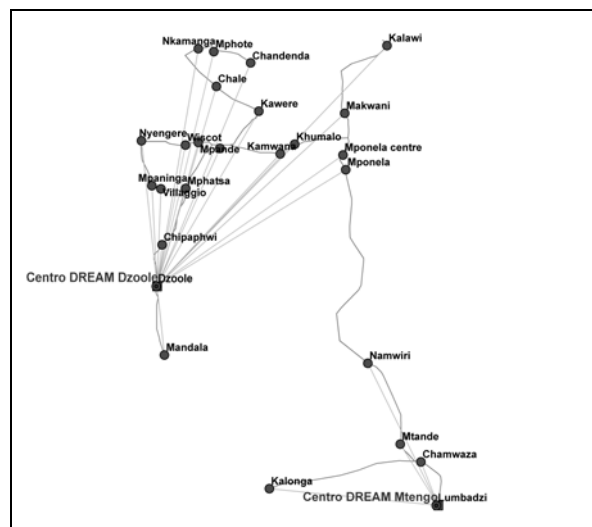 Nkamanga
Mphote
Kalawi
Chandenda
Chale
Kawere
Makwani
Nyengere
Wiscot
Mpande
Kamwana
Khumalo
Mponela centre
Mponela
Mpaninga
Villaggio
Mphatsa
Chipaphwi
Centro DREAM Dzoole
Dzoole
Mandala
Namwiri
Mtande
Chamwaza
Kalonga
Centro DREAM Mtengo
Lumbadzi